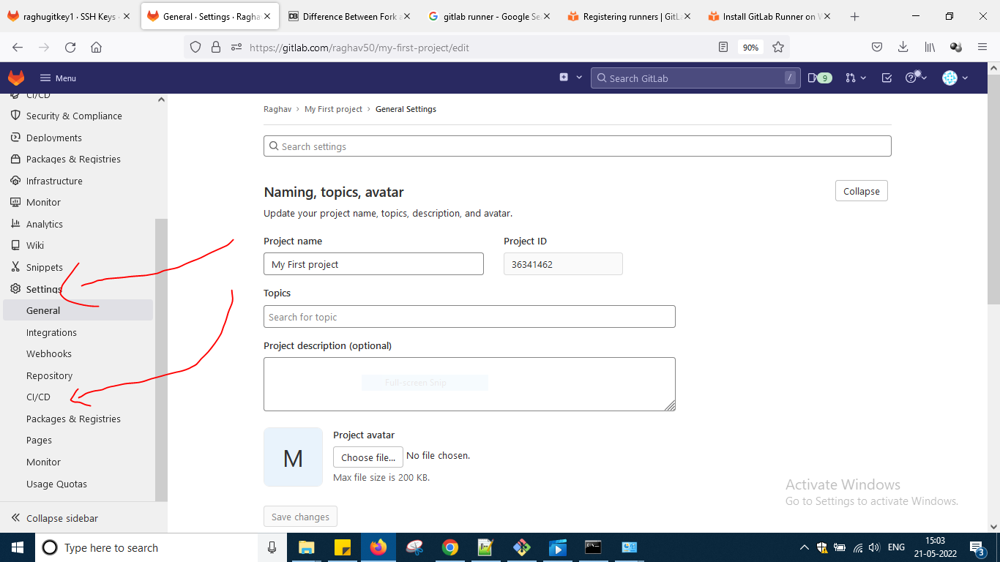 raghugitkey1 · SSH Keys
General · Settings · Ragha
Difference Between Fork a
gitlab runner - Google Se
Registering runners | GitL
Install GitLab Runner on W
https://gitlab.com/raghav50/my-first-project/edit
90%
Menu
Search GitLab
/
9
CI/CD
Security & Compliance
Deployments
Packages & Registries
Infrastructure
Monitor
Analytics
Wiki
Snippets
Settings
General
Integrations
Webhooks
Repository
CI/CD
Packages & Registries
Pages
Monitor
Usage Quotas
Collapse sidebar
Raghav > My First project > General Settings
Search settings
Naming, topics, avatar
Collapse
Update your project name, topics, description, and avatar.
Project name
Project ID
My First project
36341462
Topics
Search for topic
Project description (optional)
Full-screen Snip
M
Project avatar
Choose file... No file chosen.
Max file size is 200 KB.
Save changes
Activate Windows
Go to Settings to activate Windows.
Type here to search
ENG
15:03
21-05-2022
3